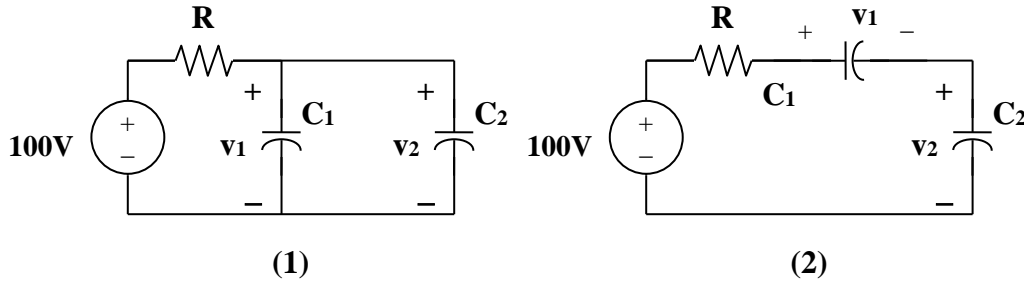 R
+
C₁
v₁
−
+
C₂
v₂
−
100V
+
−
(1)
R
+
v₁
−
C₁
+
C₂
v₂
−
100V
+
−
(2)